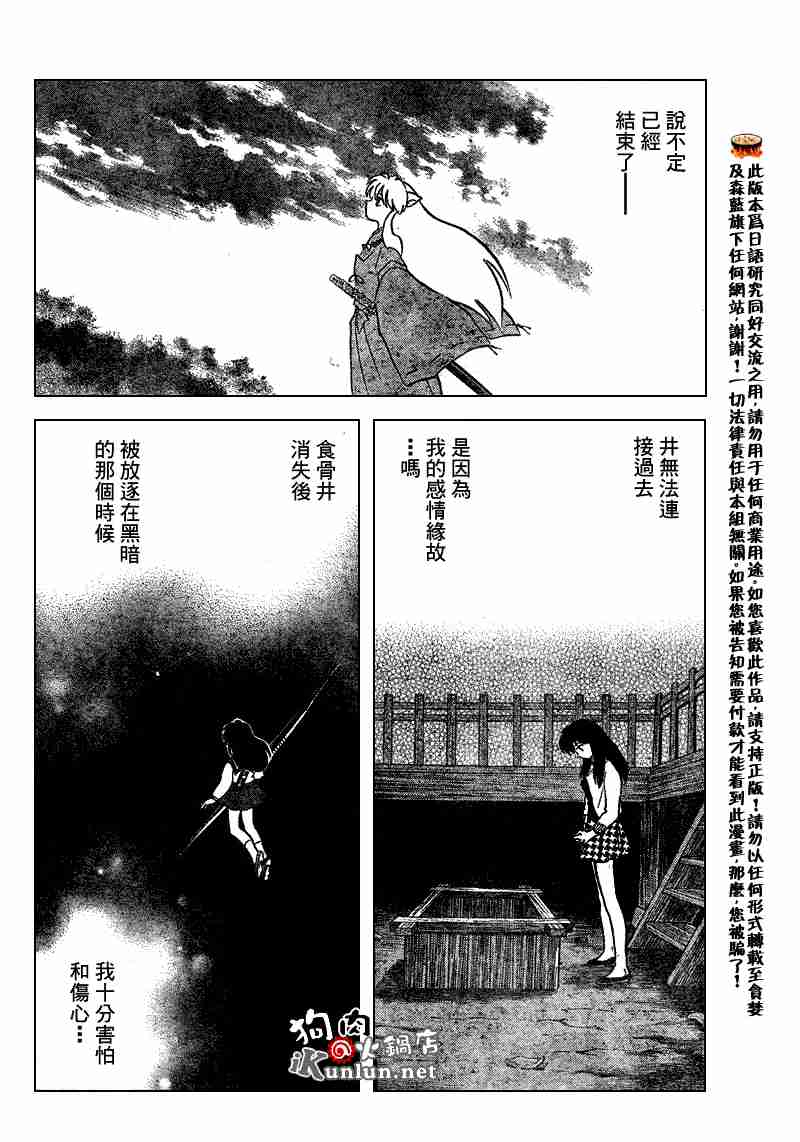 說不定
已經
結束了——
井無法連
接過去
是因為
我的感情緣故
…嗎
食骨井
消失後
被放逐在黑暗
的那個時候
我十分害怕
和傷心…
此版本爲日語研究同好交流之用，請勿用于任何商業用途。如您喜歡此作品，請支持正版！請勿以任何形式轉載至貪婪
及森藍旗下任何網站，謝謝！一切法律責任與本組無關。如果您被告知需要付款才能看到此漫畫，那麼，您被騙了！
狗肉@火鍋店
iKunlun.net